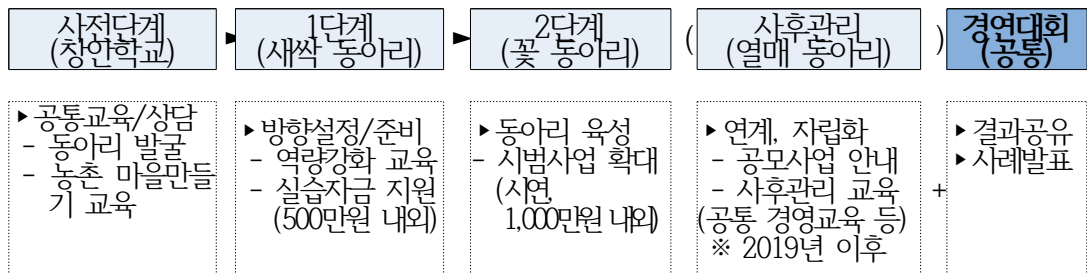 사전단계
(창안학교)
▶
1단계
(새싹 동아리)
►
2단계
(꽃 동아리)
(
사후관리
(열매 동아리)
)
경연대회
(공통)
▶공통교육/상담
- 동아리 발굴
- 농촌 마을만들
기 교육
▶방향설정/준비
- 역량강화 교육
- 실습자금 지원
(500만원 내외)
▶동아리 육성
- 시범사업 확대
(시연,
1,000만원 내외)
▶연계, 자립화
- 공모사업 안내
- 사후관리 교육
(공통 경영교육 등)
※ 2019년 이후
+
▶결과공유
▶사례발표